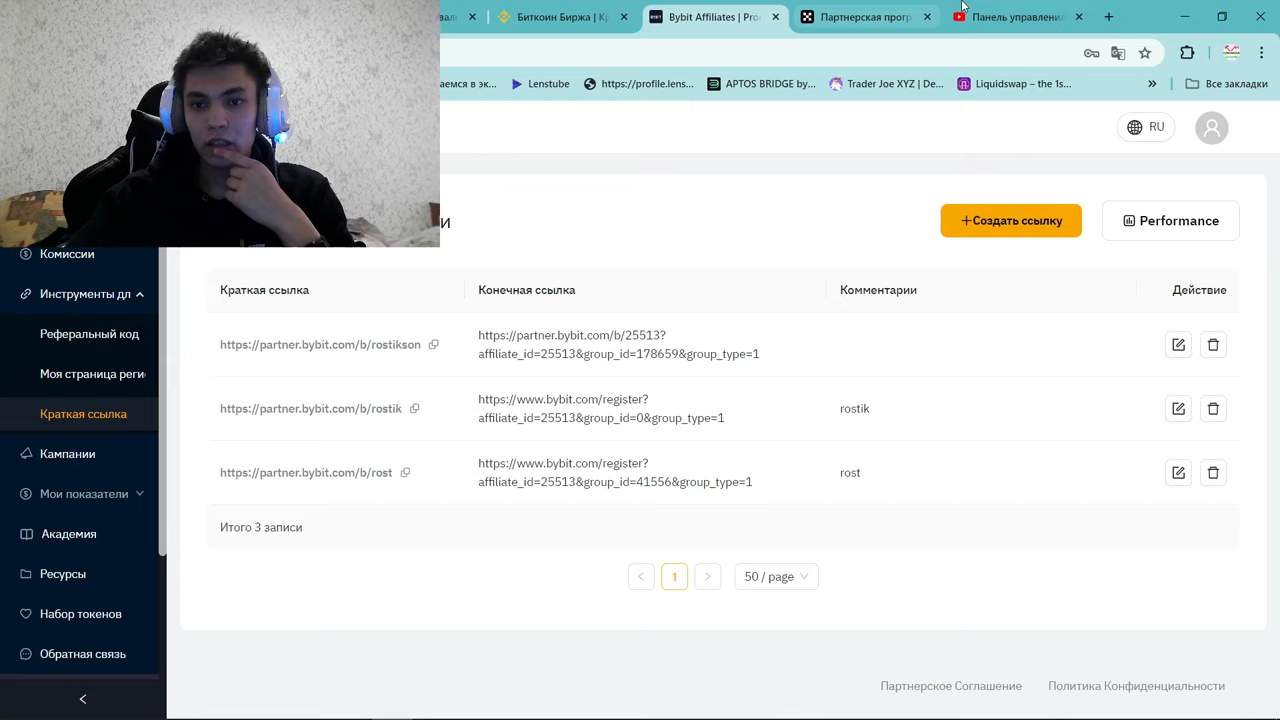 Биткоин Биржа | К
Bybit Affiliates | Pro
Партнерская прогр
Панель управлени
аемся в эк...
Lenstube
https://profile.lens...
APTOS BRIDGE by...
Trader Joe XYZ | De...
Liquidswap – the 1s...
»
Все закладки
RU
и
+Создать ссылку
Performance
Комиссии
Инструменты дл
Реферальный код
Моя страница реги
Краткая ссылка
Кампании
Мои показатели
Академия
Ресурсы
Набор токенов
Обратная связь
<
Краткая ссылка
Конечная ссылка
Комментарии
Действие
https://partner.bybit.com/b/rostikson
https://partner.bybit.com/b/25513?
affiliate_id=25513&group_id=178659&group_type=1
https://partner.bybit.com/b/rostik
https://www.bybit.com/register?
affiliate_id=25513&group_id=0&group_type=1
rostik
https://partner.bybit.com/b/rost
https://www.bybit.com/register?
affiliate_id=25513&group_id=41556&group_type=1
rost
Итого 3 записи
< 1 > 50 / page
Партнерское Соглашение
Политика Конфиденциальности